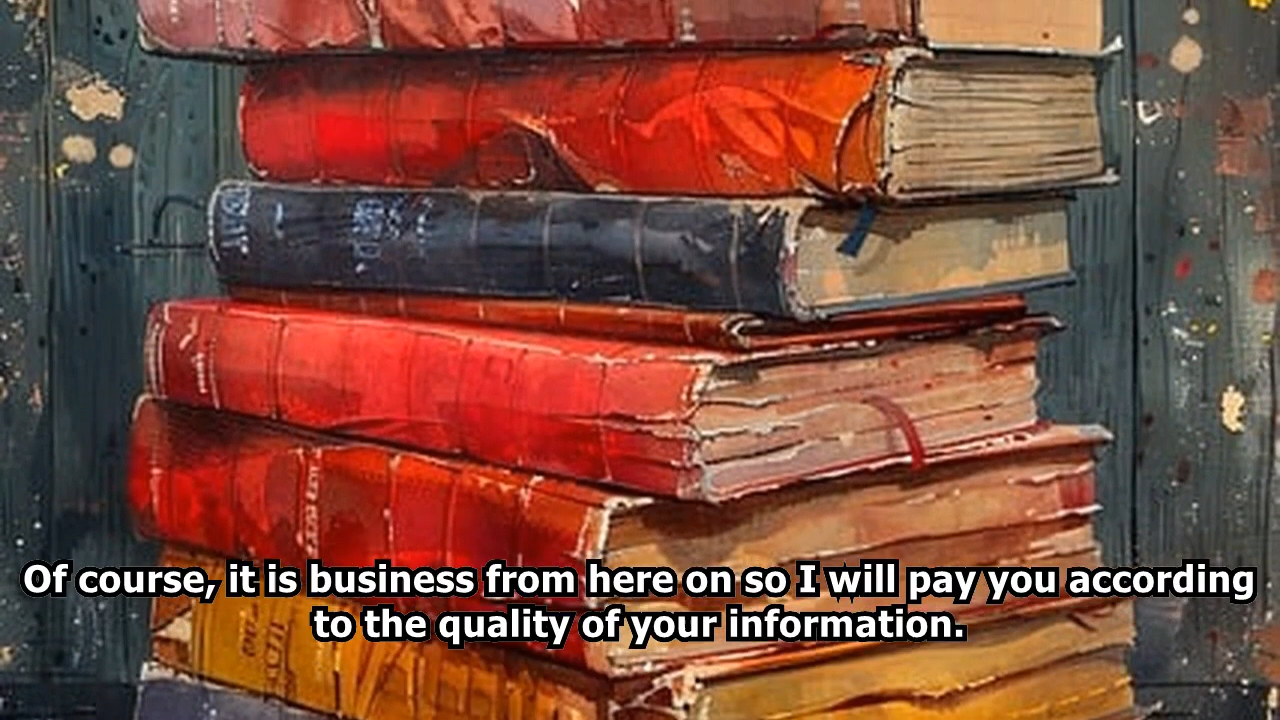 Of course, it is business from here on so I will pay you according
to the quality of your information.